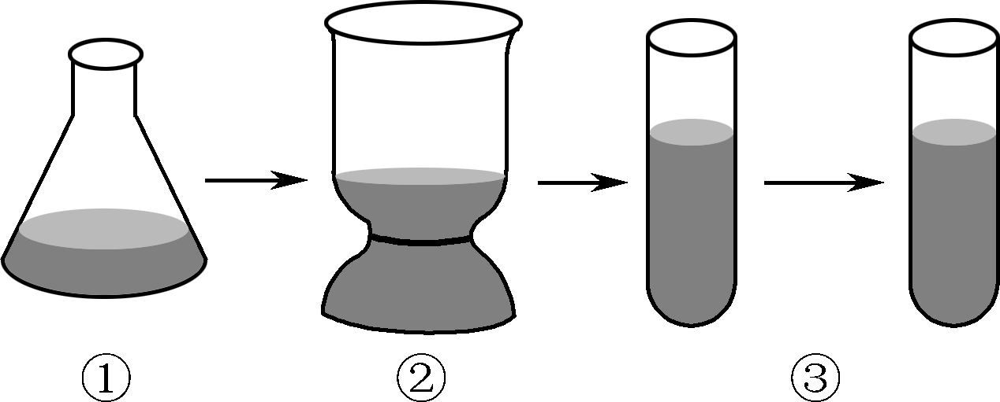 ① ② ③